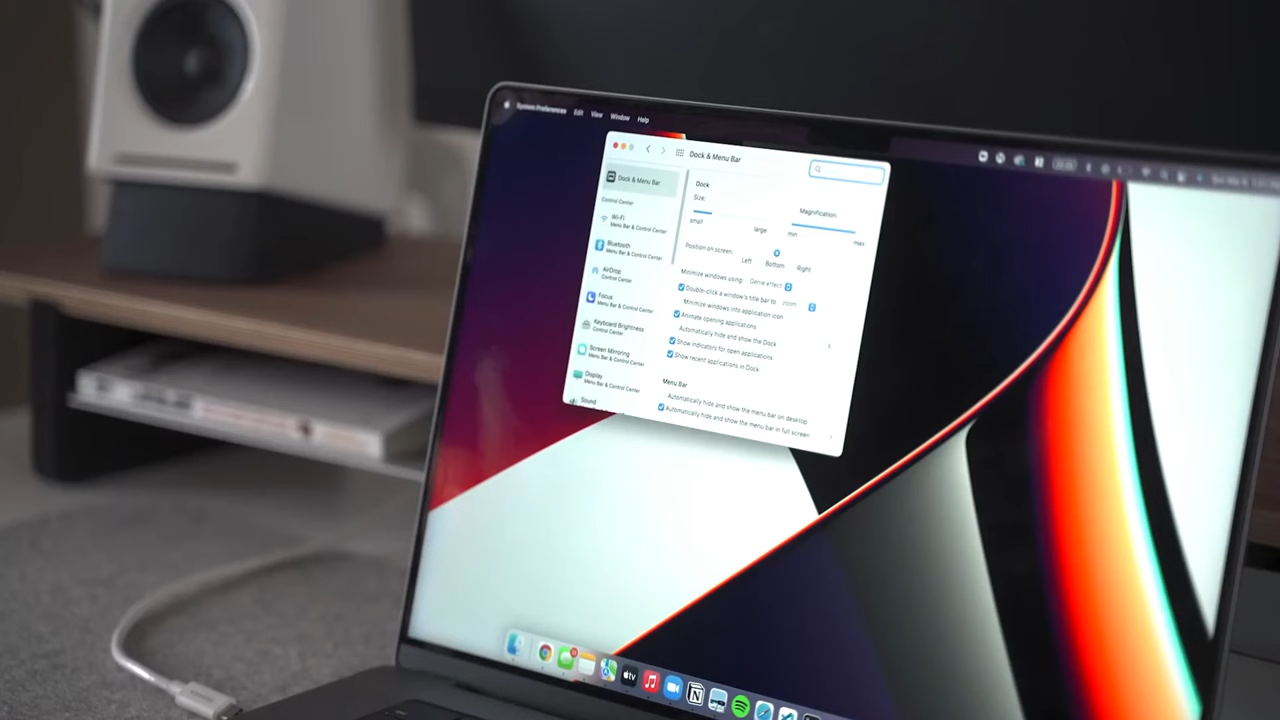 System Preferences Edit View Window Help
Dock & Menu Bar
Dock & Menu Bar
Control Center
Wi-Fi
Menu Bar & Control Center
Bluetooth
Menu Bar & Control Center
AirDrop
Control Center
Focus
Menu Bar & Control Center
Keyboard Brightness
Control Center
Screen Mirroring
Menu Bar & Control Center
Display
Menu Bar & Control Center
Sound
Dock
Size:
small large
Magnification
min max
Position on screen: Left Bottom Right
Minimize windows using: Genie effect
Double-click a window's title bar to zoom
Minimize windows into application icon
Animate opening applications
Automatically hide and show the Dock
Show indicators for open applications
Show recent applications in Dock
Menu Bar
Automatically hide and show the menu bar on desktop
Automatically hide and show the menu bar in full screen
tv
N